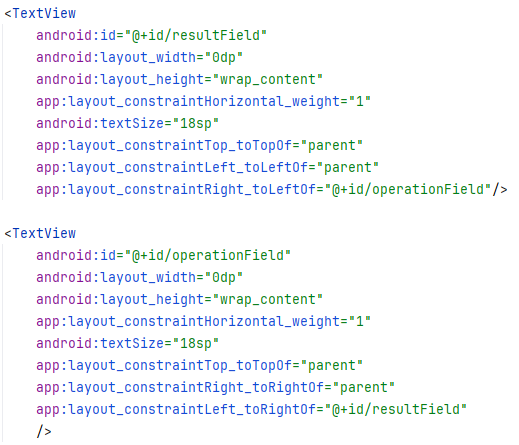 <TextView
android:id="@+id/resultField"
android:layout_width="0dp"
android:layout_height="wrap_content"
app:layout_constraintHorizontal_weight="1"
android:textSize="18sp"
app:layout_constraintTop_toTopOf="parent"
app:layout_constraintLeft_toLeftOf="parent"
app:layout_constraintRight_toLeftOf="@+id/operationField"/>
<TextView
android:id="@+id/operationField"
android:layout_width="0dp"
android:layout_height="wrap_content"
app:layout_constraintHorizontal_weight="1"
android:textSize="18sp"
app:layout_constraintTop_toTopOf="parent"
app:layout_constraintRight_toRightOf="parent"
app:layout_constraintLeft_toRightOf="@+id/resultField"
/>